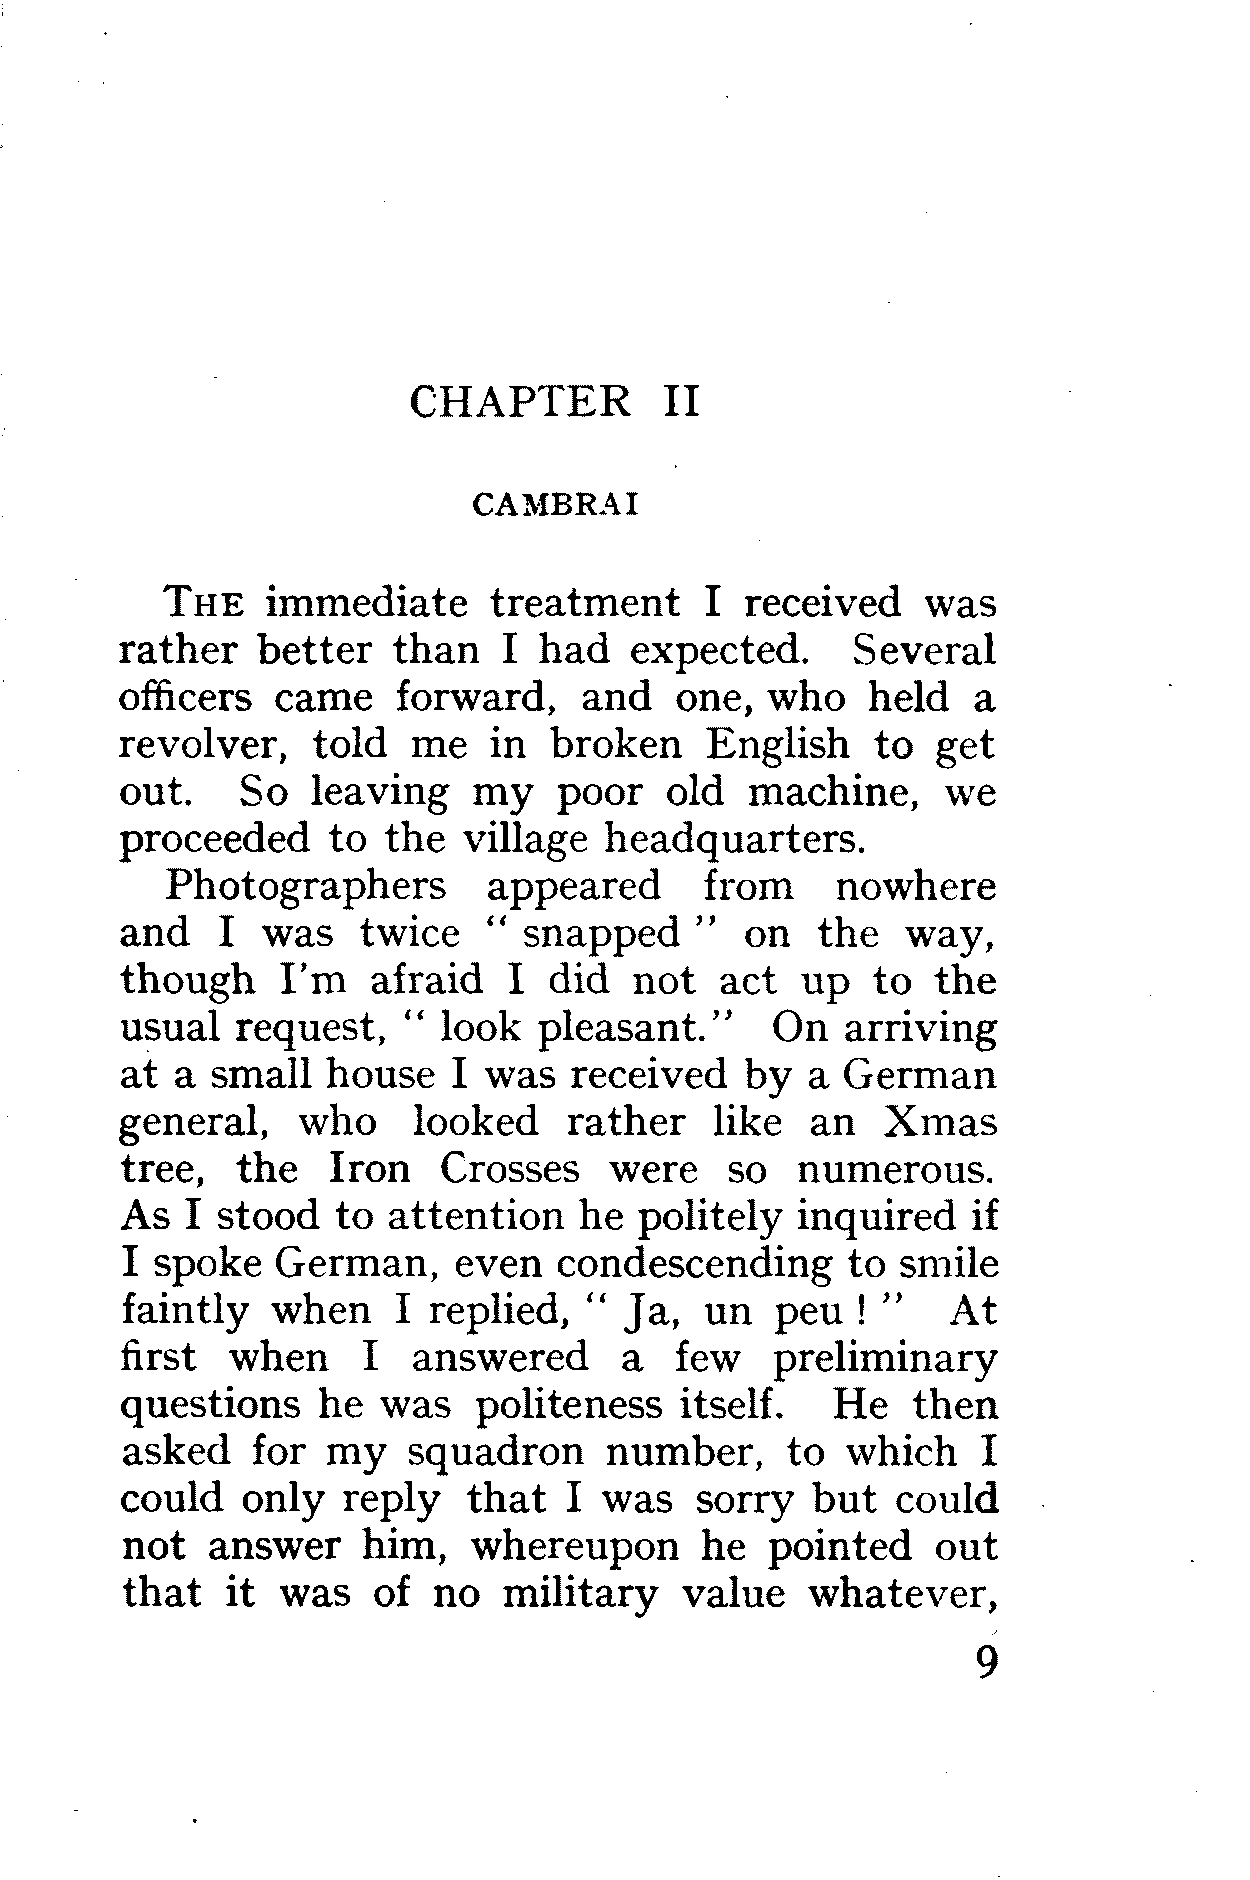 CHAPTER II
CAMBRAI
THE immediate treatment I received was
rather better than I had expected. Several
officers came forward, and one, who held a
revolver, told me in broken English to get
out. So leaving my poor old machine, we
proceeded to the village headquarters.
Photographers appeared from nowhere
and I was twice “ snapped ” on the way,
though I'm afraid I did not act up to the
usual request, “ look pleasant.” On arriving
at a small house I was received by a German
general, who looked rather like an Xmas
tree, the Iron Crosses were so numerous.
As I stood to attention he politely inquired if
I spoke German, even condescending to smile
faintly when I replied, “ Ja, un peu ! ” At
first when I answered a few preliminary
questions he was politeness itself. He then
asked for my squadron number, to which I
could only reply that I was sorry but could
not answer him, whereupon he pointed out
that it was of no military value whatever,
9